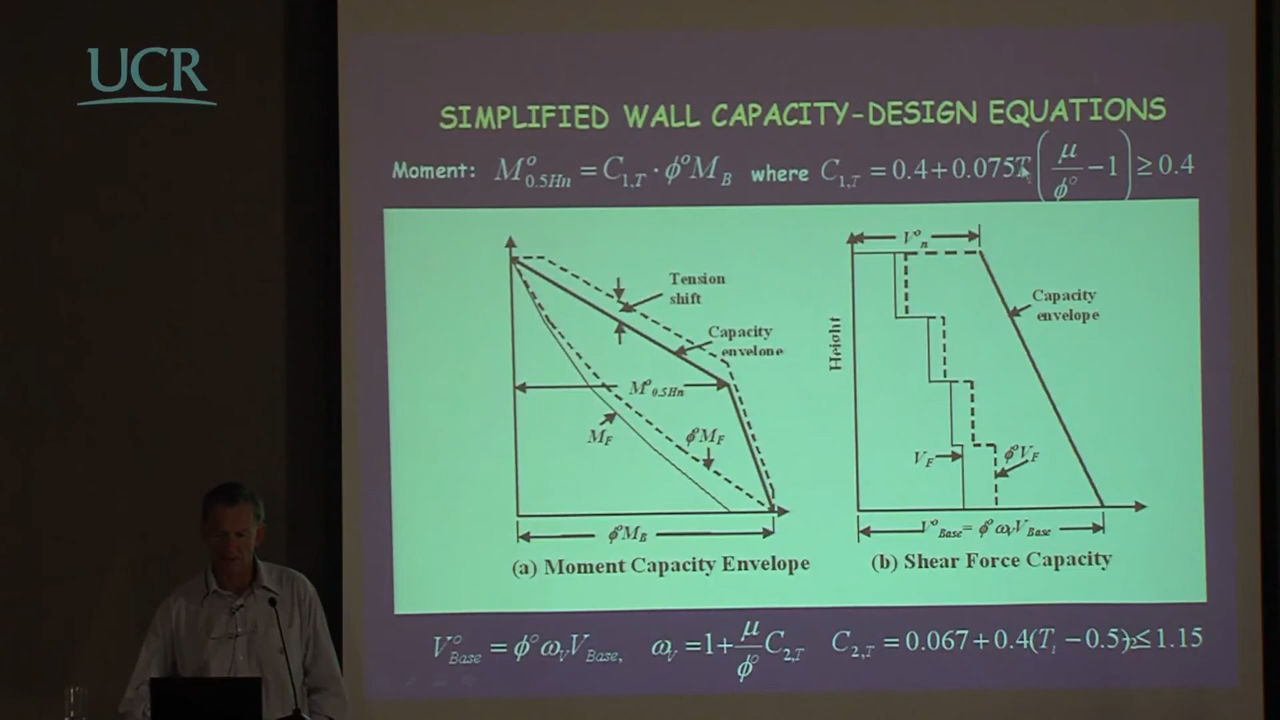 UCR
SIMPLIFIED WALL CAPACITY-DESIGN EQUATIONS
Moment: M°0.5Hn = C1,T · φ°MB where C1,T = 0.4+0.075T(μ/φ° −1) ≥ 0.4
Tension
shift
Capacity
envelope
M°0.5Hn
MF
φ°MF
φ°MB
(a) Moment Capacity Envelope
V°n
Height
Capacity
envelope
VF
φ°VF
V°Base= φ°ωVVBase
(b) Shear Force Capacity
V°Base = φ°ωVVBase, ωV =1+ μ/φ° C2,T C2,T = 0.067+0.4(Ti −0.5) ≤1.15